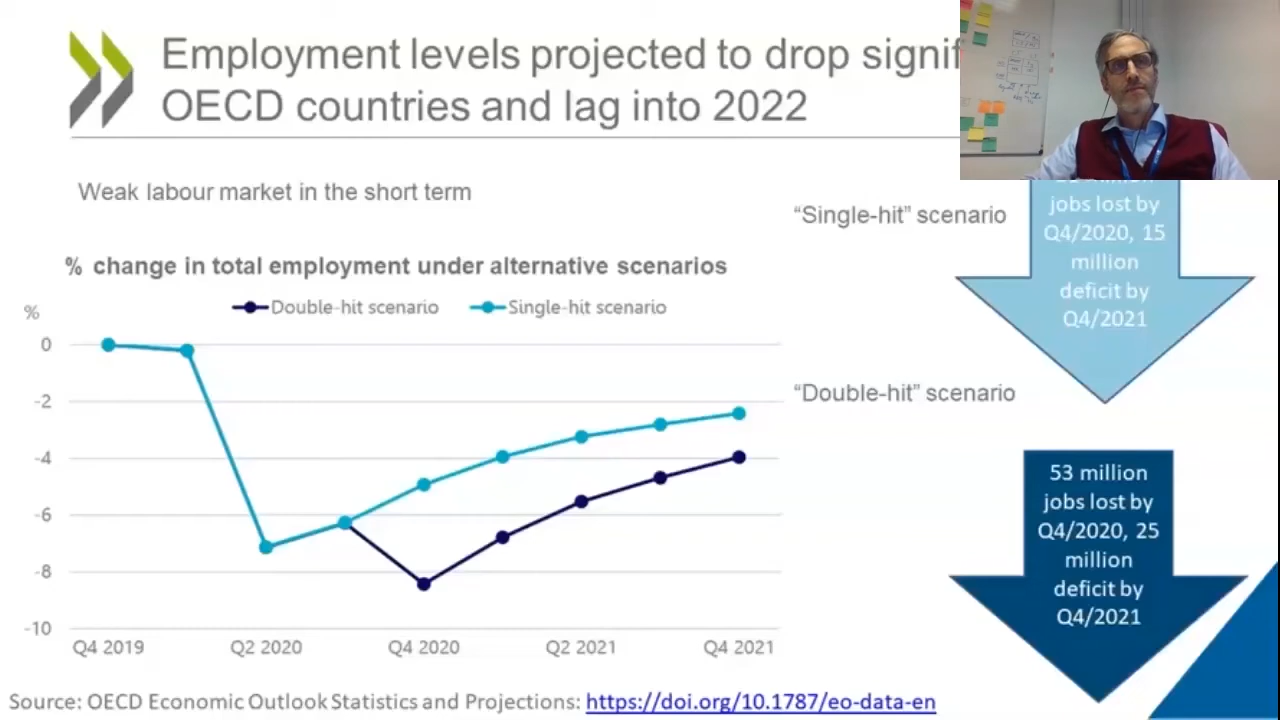 Employment levels projected to drop
OECD countries and lag into 2022
Weak labour market in the short term
"Single-hit" scenario
jobs lost by
Q4/2020, 15
million
deficit by
Q4/2021
% change in total employment under alternative scenarios
Double-hit scenario
Single-hit scenario
%
0
-2
-4
-6
-8
-10
Q4 2019
Q2 2020
Q4 2020
Q2 2021
Q4 2021
"Double-hit" scenario
53 million
jobs lost by
Q4/2020, 25
million
deficit by
Q4/2021
Source: OECD Economic Outlook Statistics and Projections: https://doi.org/10.1787/eo-data-en